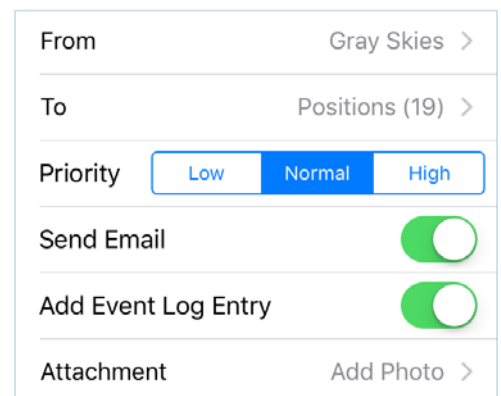 From Gray Skies >
To Positions (19) >
Priority Low Normal High
Send Email
Add Event Log Entry
Attachment Add Photo >